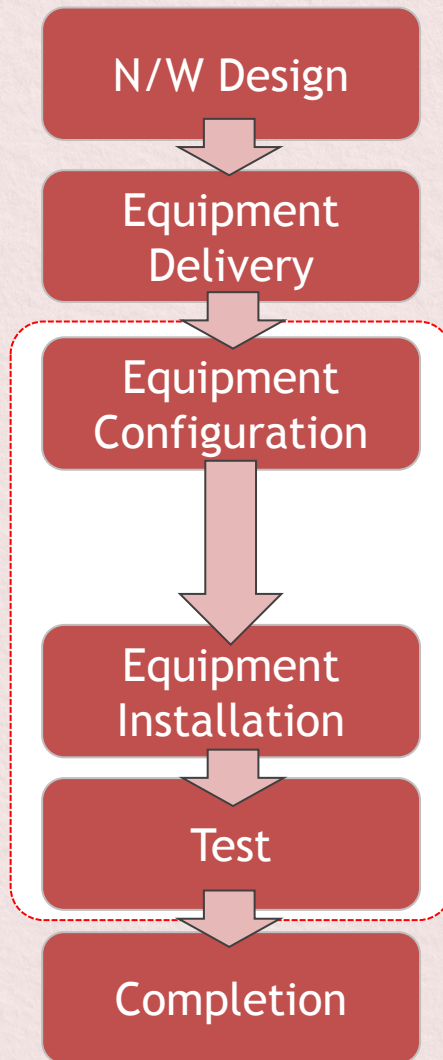 N/W Design
Equipment
Delivery
Equipment
Configuration
Equipment
Installation
Test
Completion